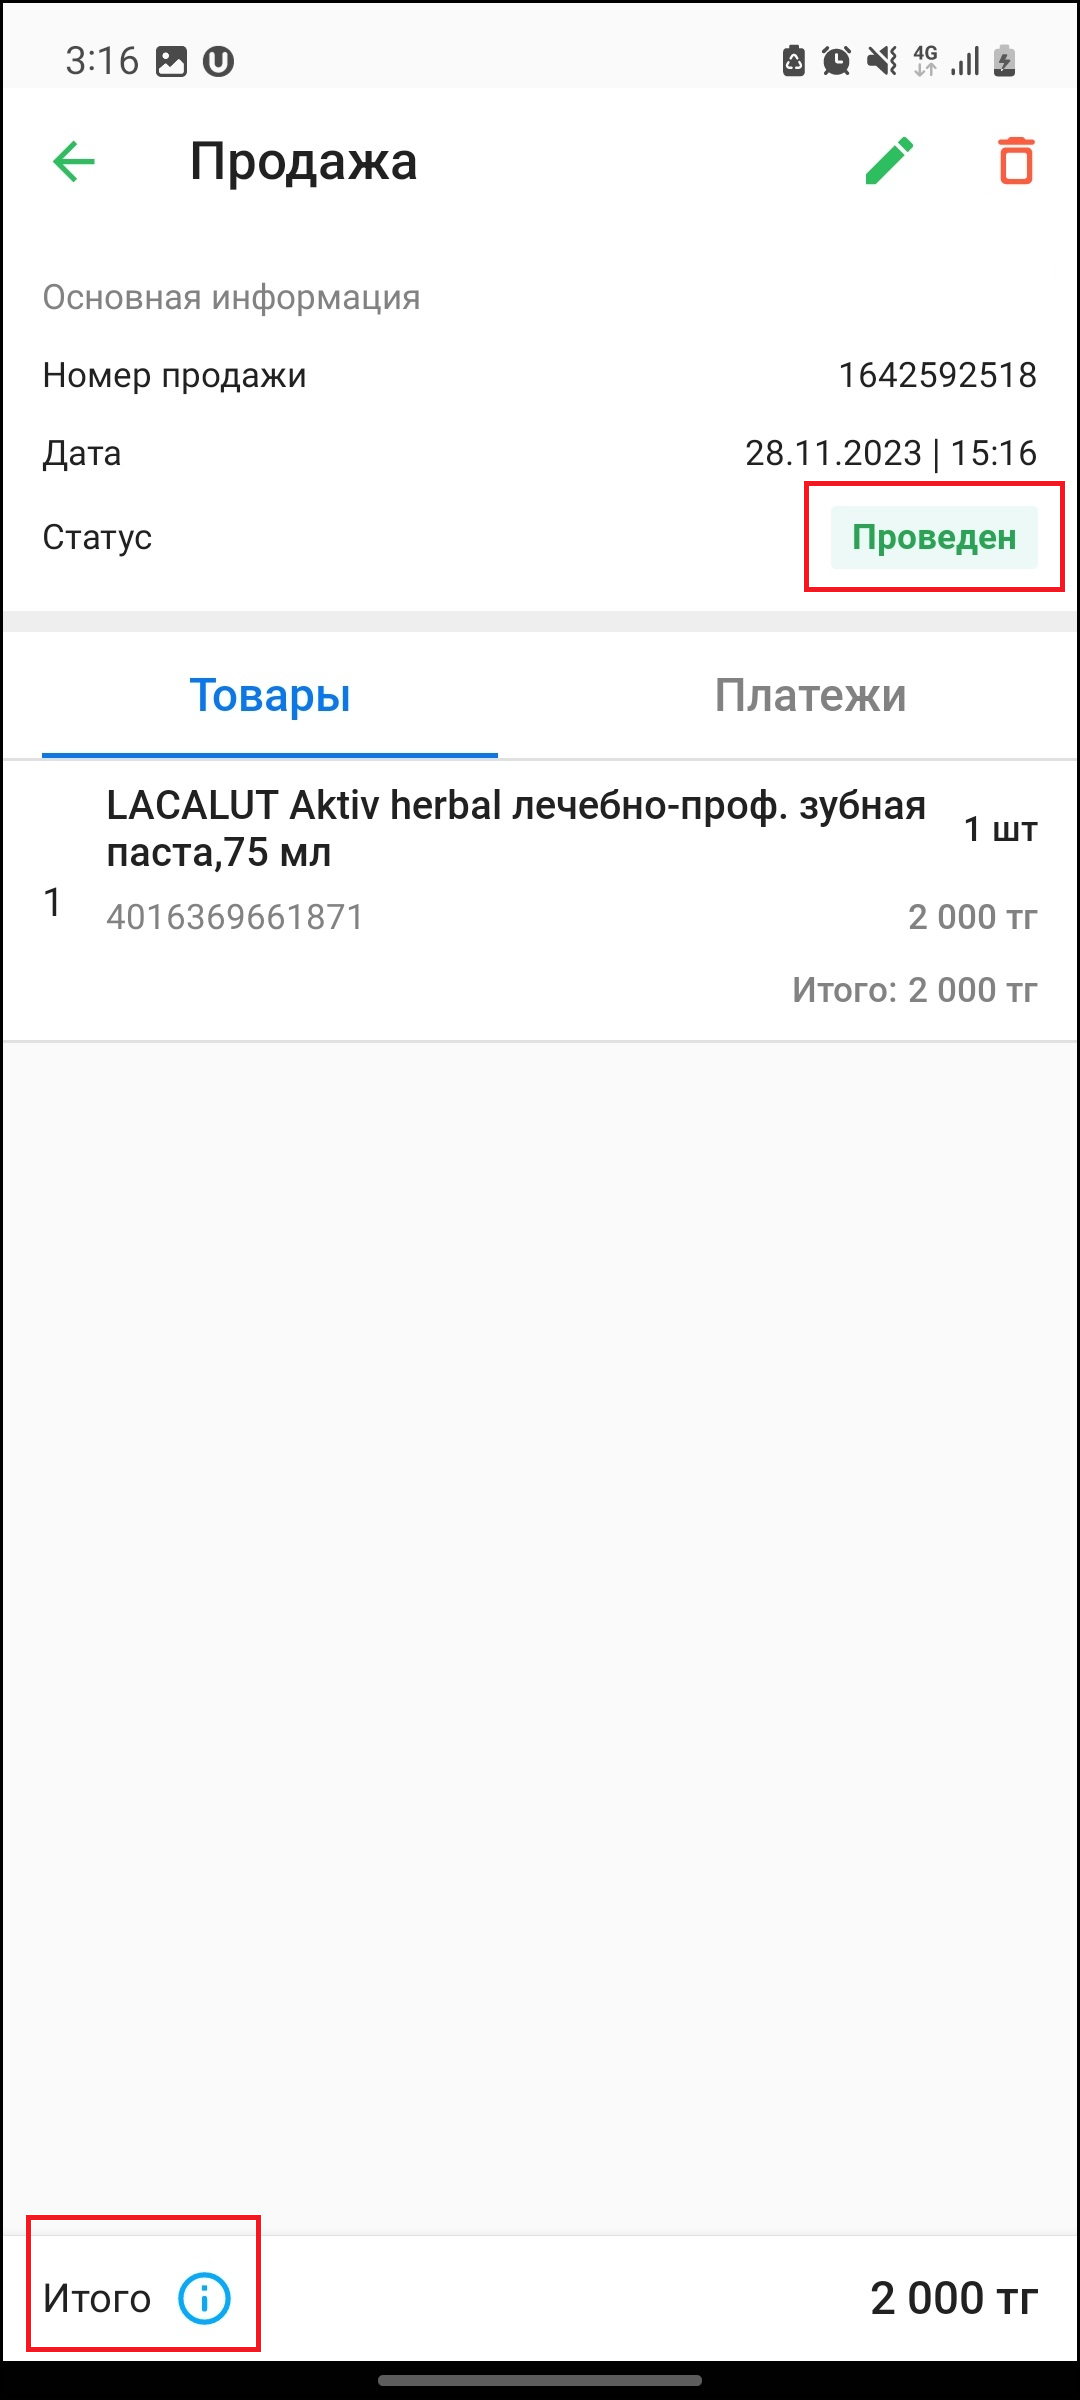 3:16
4G
Продажа
Основная информация
Номер продажи 1642592518
Дата 28.11.2023 | 15:16
Статус Проведен
Товары Платежи
LACALUT Aktiv herbal лечебно-проф. зубная
паста,75 мл
1 шт
1
4016369661871 2 000 тг
Итого: 2 000 тг
Итого 2 000 тг